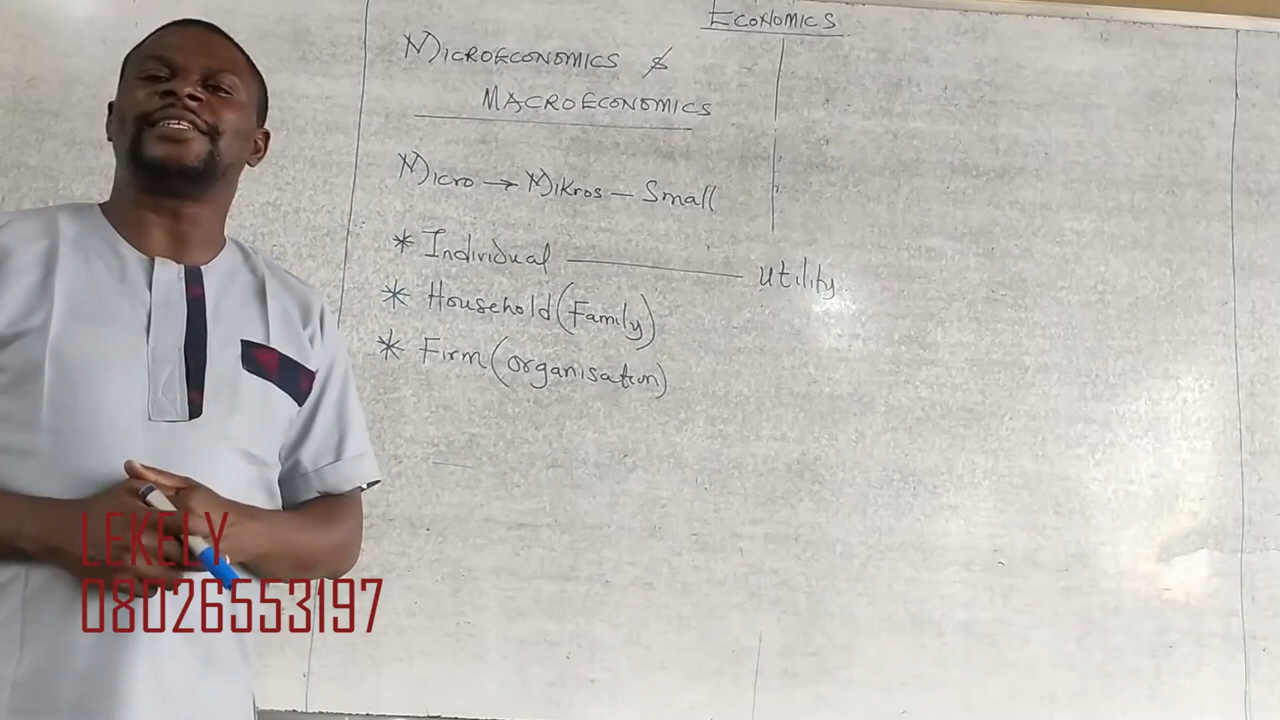 ECONOMICS
MICROECONOMICS &
MACROECONOMICS
Micro → Mikros – Small
* Individual ——— utility
* Household (Family)
* Firm (organisation)
LEKELY
08026553197